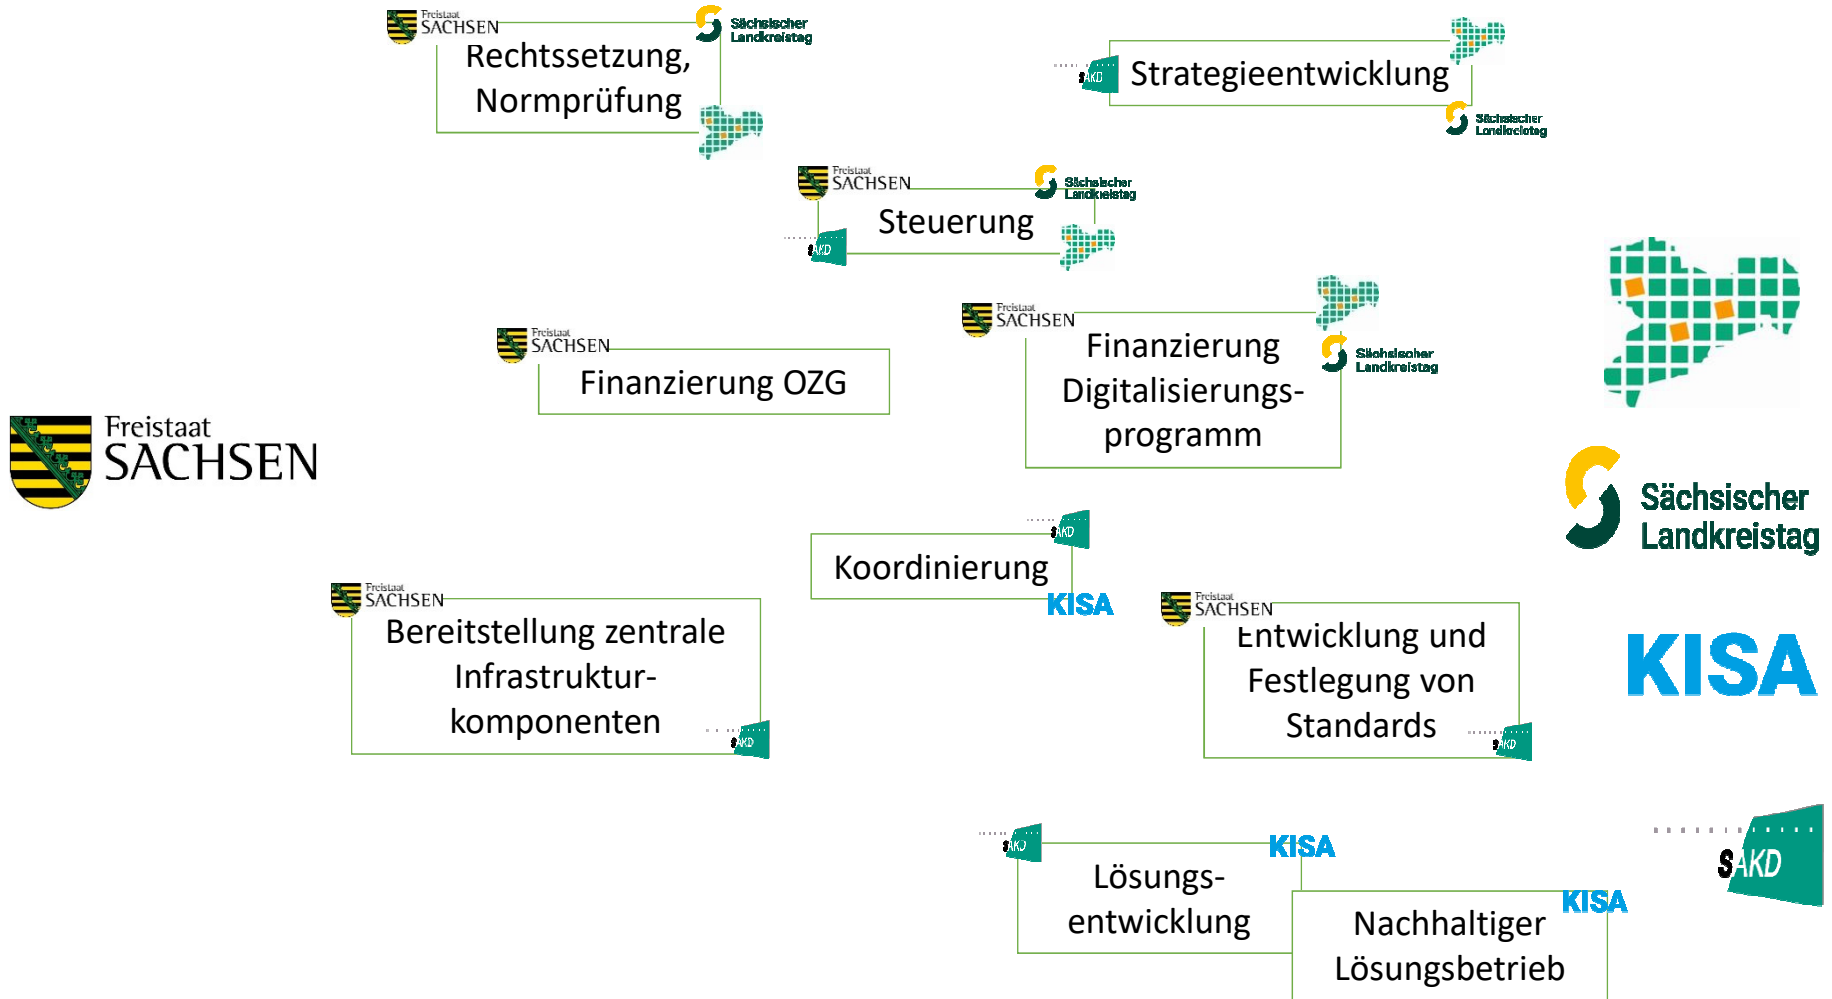 Freistaat
SACHSEN
Sächsischer
Landkreistag
Rechtssetzung,
Normprüfung
SAKD
Strategieentwicklung
Sächsischer
Landkreistag
Freistaat
SACHSEN
Sächsischer
Landkreistag
Steuerung
SAKD
Freistaat
SACHSEN
Finanzierung OZG
Freistaat
SACHSEN
Finanzierung
Digitalisierungs-
programm
Sächsischer
Landkreistag
Freistaat
SACHSEN
Sächsischer
Landkreistag
SAKD
Koordinierung
KISA
Freistaat
SACHSEN
Bereitstellung zentrale
Infrastruktur-
komponenten
SAKD
Freistaat
SACHSEN
Entwicklung und
Festlegung von
Standards
SAKD
KISA
SAKD
KISA
Lösungs-
entwicklung
KISA
Nachhaltiger
Lösungsbetrieb
SAKD